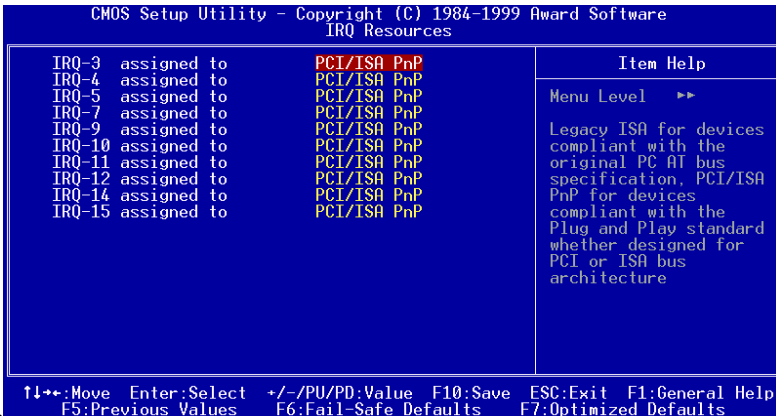 CMOS Setup Utility - Copyright (C) 1984-1999 Award Software
IRQ Resources
IRQ-3 assigned to PCI/ISA PnP
IRQ-4 assigned to PCI/ISA PnP
IRQ-5 assigned to PCI/ISA PnP
IRQ-7 assigned to PCI/ISA PnP
IRQ-9 assigned to PCI/ISA PnP
IRQ-10 assigned to PCI/ISA PnP
IRQ-11 assigned to PCI/ISA PnP
IRQ-12 assigned to PCI/ISA PnP
IRQ-14 assigned to PCI/ISA PnP
IRQ-15 assigned to PCI/ISA PnP
Item Help
Menu Level ▶▶
Legacy ISA for devices
compliant with the
original PC AT bus
specification, PCI/ISA
PnP for devices
compliant with the
Plug and Play standard
whether designed for
PCI or ISA bus
architecture
↑↓→←:Move Enter:Select +/-/PU/PD:Value F10:Save ESC:Exit F1:General Help
F5:Previous Values F6:Fail-Safe Defaults F7:Optimized Defaults